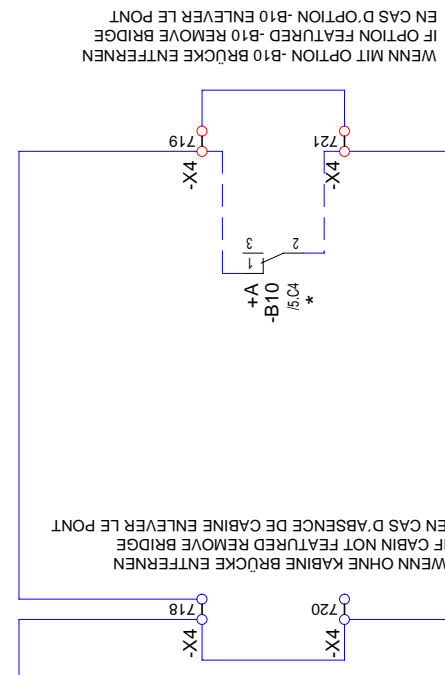 -X4
-X4
720
718
WENN OHNE KABINE BRÜCKE ENTFERNEN
IF CABIN NOT FEATURED REMOVE BRIDGE
EN CAS D'ABSENCE DE CABINE ENLEVER LE PONT
+A
-B10
/5.C4
*
1
2
3
-X4
-X4
721
719
WENN MIT OPTION -B10 BRÜCKE ENTFERNEN
IF OPTION FEATURED -B10 REMOVE BRIDGE
EN CAS D'OPTION -B10 ENLEVER LE PONT